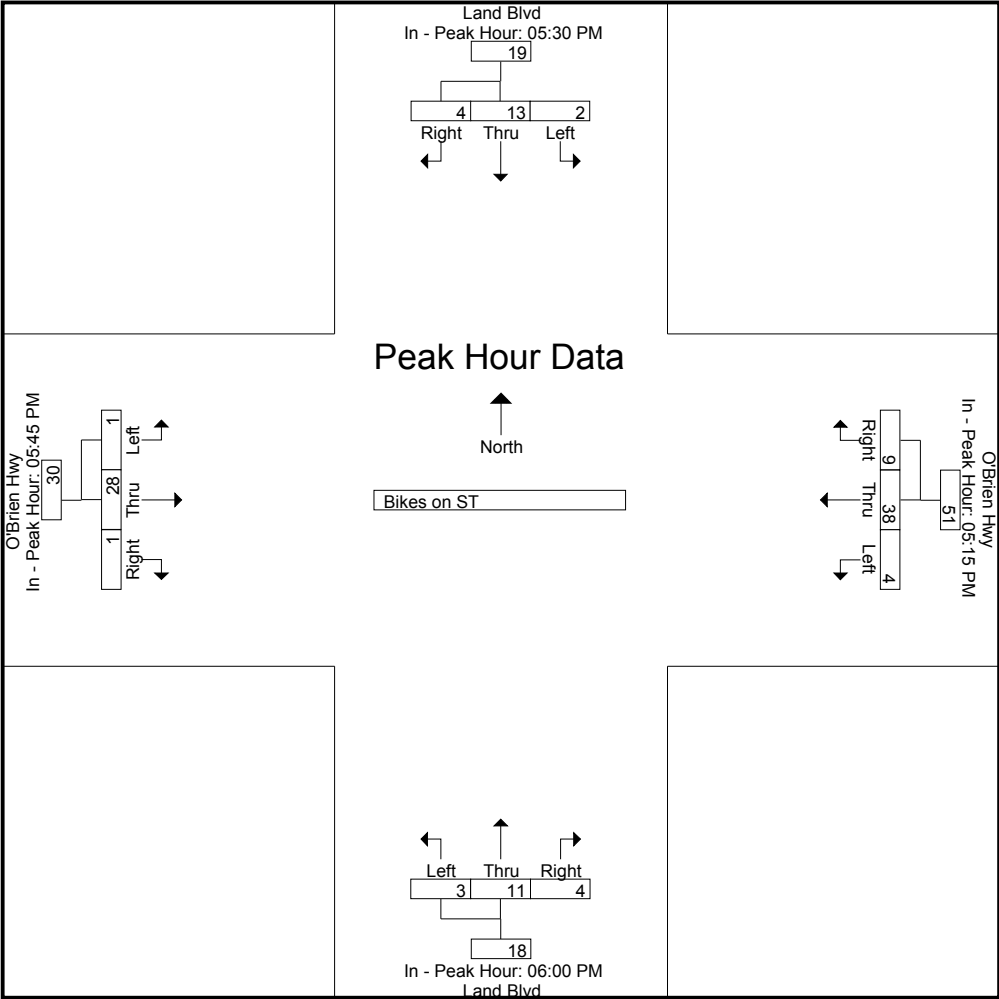 Land Blvd
In - Peak Hour: 05:30 PM
19
4 13 2
Right Thru Left
Peak Hour Data
North
Bikes on ST
O'Brien Hwy
In - Peak Hour: 05:45 PM
30
1 28 1
Left Thru Right
Right Thru Left
9 38 4
51
In - Peak Hour: 05:15 PM
O'Brien Hwy
Left Thru Right
3 11 4
18
In - Peak Hour: 06:00 PM
Land Blvd